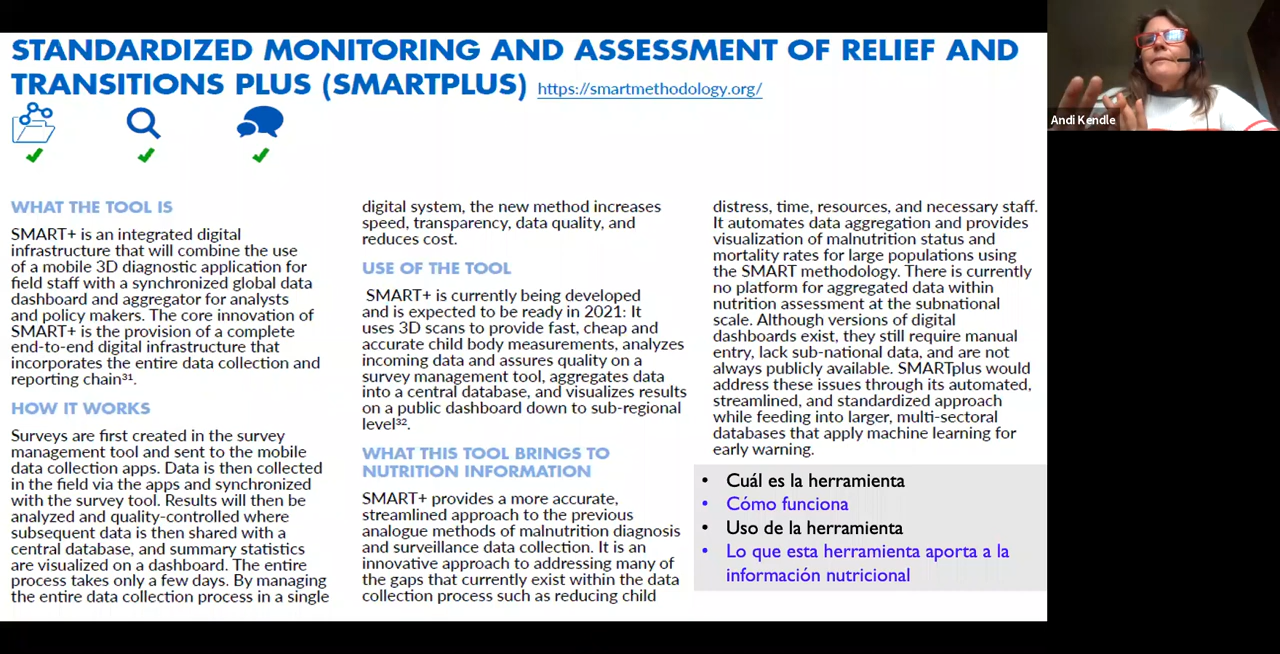 STANDARDIZED MONITORING AND ASSESSMENT OF RELIEF AND
TRANSITIONS PLUS (SMARTPLUS) https://smartmethodology.org/
WHAT THE TOOL IS
SMART+ is an integrated digital
infrastructure that will combine the use
of a mobile 3D diagnostic application for
field staff with a synchronized global data
dashboard and aggregator for analysts
and policy makers. The core innovation of
SMART+ is the provision of a complete
end-to-end digital infrastructure that
incorporates the entire data collection and
reporting chain³¹.
HOW IT WORKS
Surveys are first created in the survey
management tool and sent to the mobile
data collection apps. Data is then collected
in the field via the apps and synchronized
with the survey tool. Results will then be
analyzed and quality-controlled where
subsequent data is then shared with a
central database, and summary statistics
are visualized on a dashboard. The entire
process takes only a few days. By managing
the entire data collection process in a single
digital system, the new method increases
speed, transparency, data quality, and
reduces cost.
USE OF THE TOOL
SMART+ is currently being developed
and is expected to be ready in 2021: It
uses 3D scans to provide fast, cheap and
accurate child body measurements, analyzes
incoming data and assures quality on a
survey management tool, aggregates data
into a central database, and visualizes results
on a public dashboard down to sub-regional
level³².
WHAT THIS TOOL BRINGS TO
NUTRITION INFORMATION
SMART+ provides a more accurate,
streamlined approach to the previous
analogue methods of malnutrition diagnosis
and surveillance data collection. It is an
innovative approach to addressing many of
the gaps that currently exist within the data
collection process such as reducing child
distress, time, resources, and necessary staff.
It automates data aggregation and provides
visualization of malnutrition status and
mortality rates for large populations using
the SMART methodology. There is currently
no platform for aggregated data within
nutrition assessment at the subnational
scale. Although versions of digital
dashboards exist, they still require manual
entry, lack sub-national data, and are not
always publicly available. SMARTplus would
address these issues through its automated,
streamlined, and standardized approach
while feeding into larger, multi-sectoral
databases that apply machine learning for
early warning.
• Cuál es la herramienta
• Cómo funciona
• Uso de la herramienta
• Lo que esta herramienta aporta a la
información nutricional
Andi Kendle